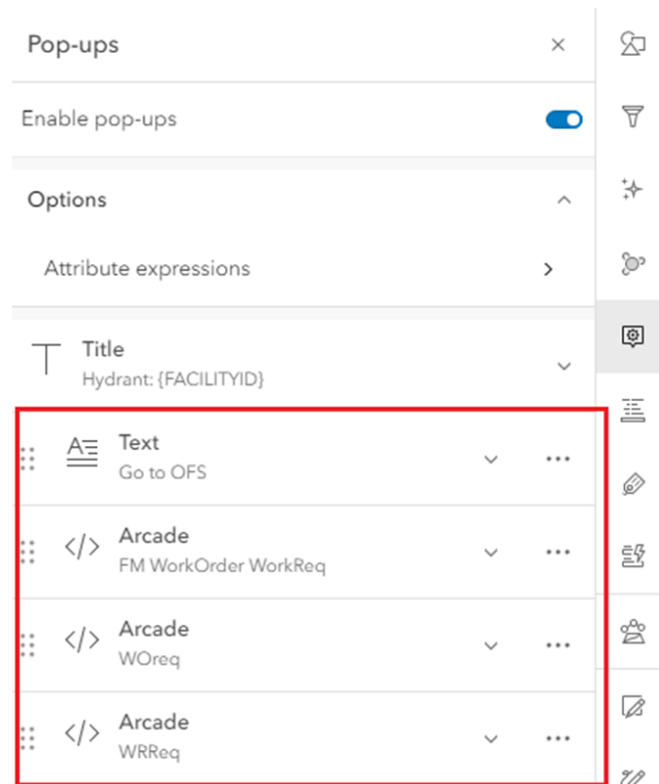 Pop-ups
Enable pop-ups
Options
Attribute expressions
Title
Hydrant: {FACILITYID}
Text
Go to OFS
Arcade
FM WorkOrder WorkReq
Arcade
WOreq
Arcade
WRReq